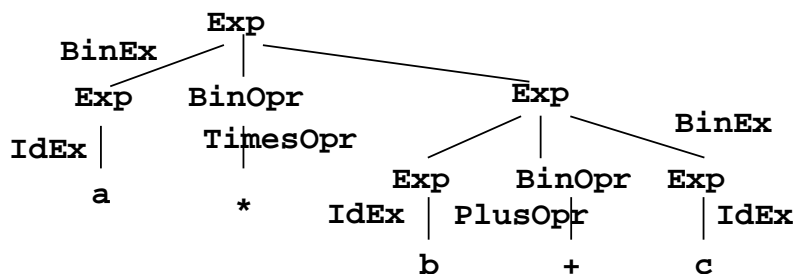 Exp
BinEx
Exp BinOpr Exp
BinEx
IdEx TimesOpr
Exp BinOpr Exp
a *
IdEx PlusOpr IdEx
b + c